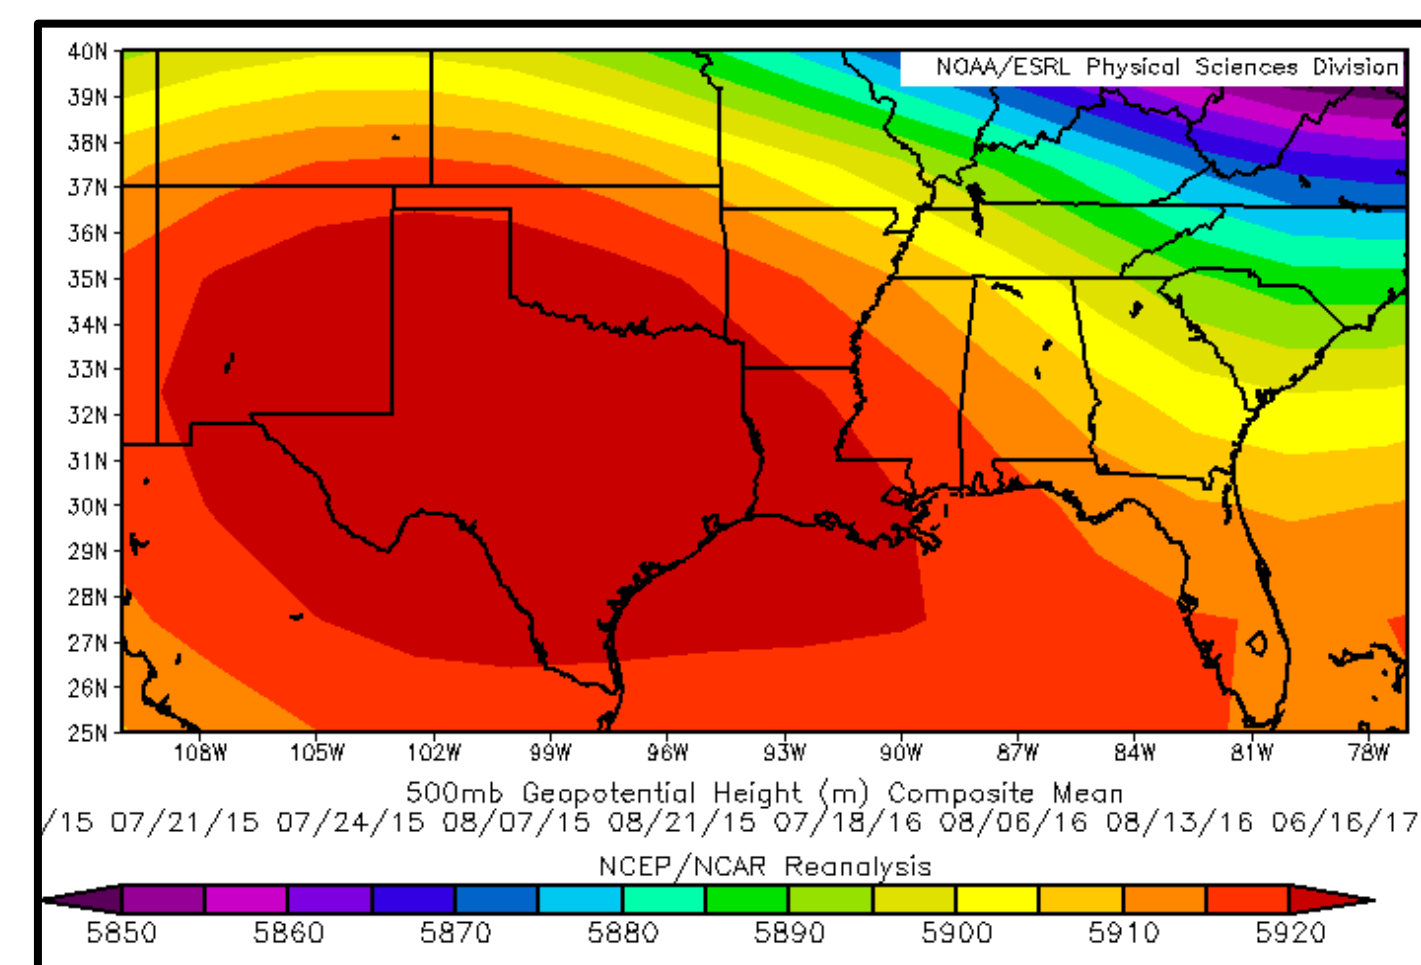 NOAA/ESRL Physical Sciences Division
40N
39N
38N
37N
36N
35N
34N
33N
32N
31N
30N
29N
28N
27N
26N
25N
108W 105W 102W 99W 96W 93W 90W 87W 84W 81W 78W
500mb Geopotential Height (m) Composite Mean
/15 07/21/15 07/24/15 08/07/15 08/21/15 07/18/16 08/06/16 08/13/16 06/16/17
NCEP/NCAR Reanalysis
5850 5860 5870 5880 5890 5900 5910 5920